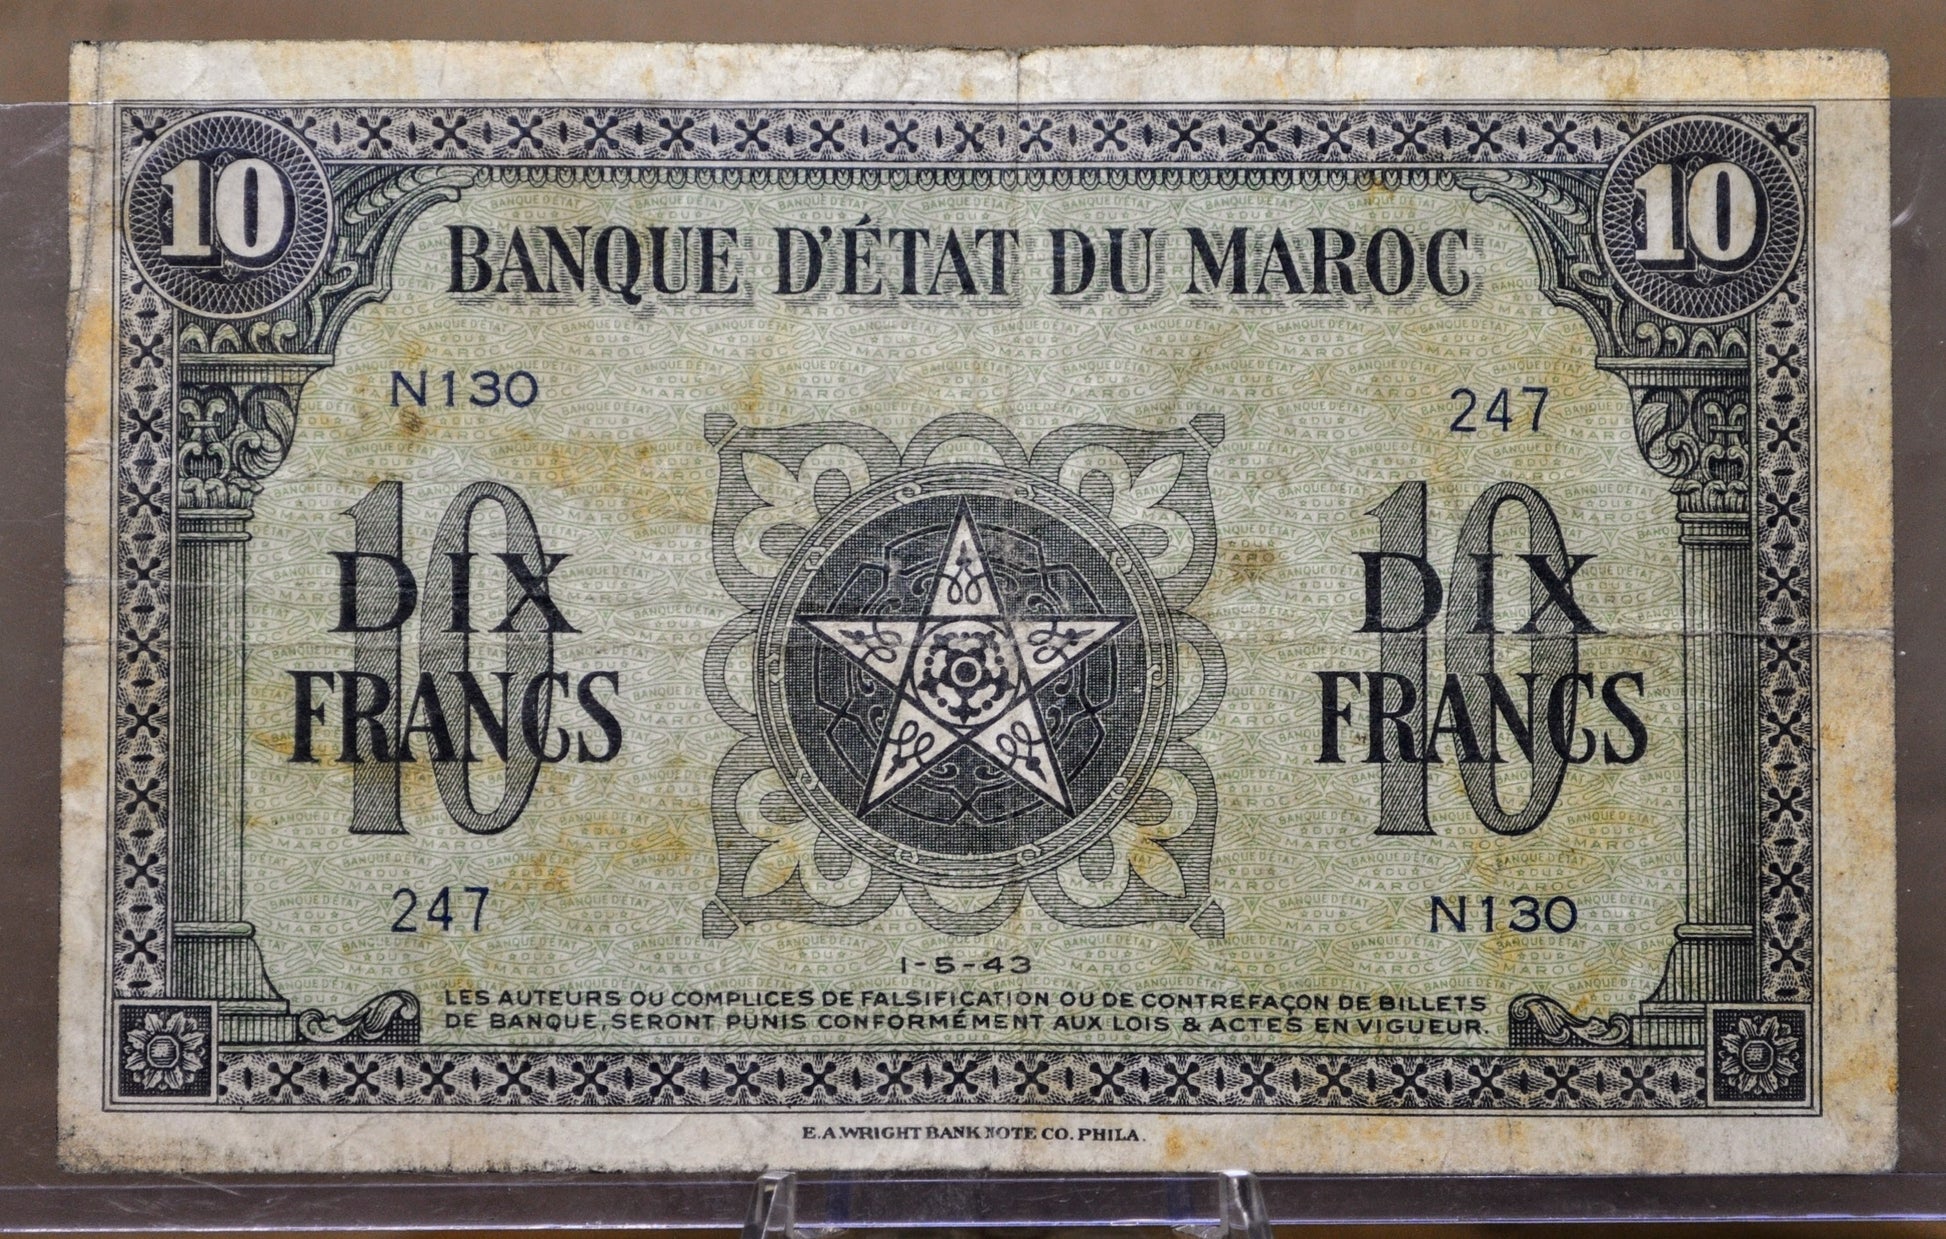 10 10
BANQUE D'ÉTAT DU MAROC
N130 247
10 10
DIX DIX
FRANCS FRANCS
247 N130
1-5-43
LES AUTEURS OU COMPLICES DE FALSIFICATION OU DE CONTREFAÇON DE BILLETS
DE BANQUE, SERONT PUNIS CONFORMÉMENT AUX LOIS & ACTES EN VIGUEUR.
E.A.WRIGHT BANK NOTE CO. PHILA.